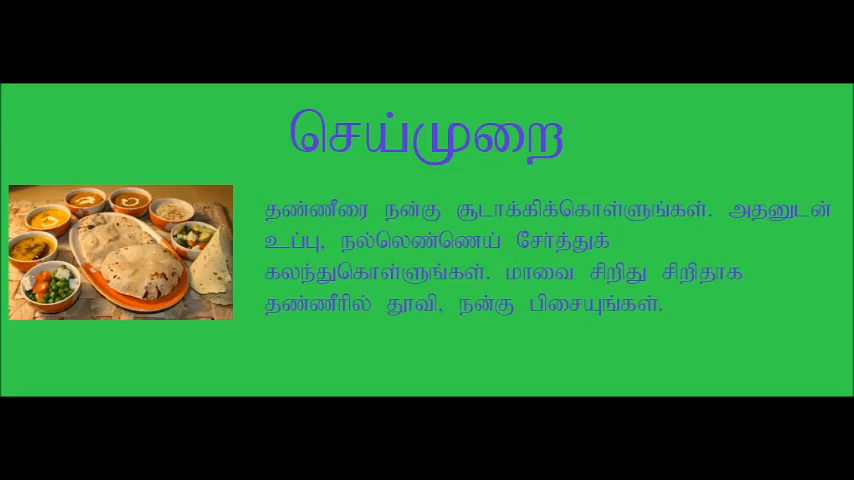 செய்முறை
தண்ணீரை நன்கு சூடாக்கிக்கொள்ளுங்கள். அதனுடன்
உப்பு, நல்லெண்ணெய் சேர்த்துக்
கலந்துகொள்ளுங்கள். மாவை சிறிது சிறிதாக
தண்ணீரில் தூவி, நன்கு பிசையுங்கள்.